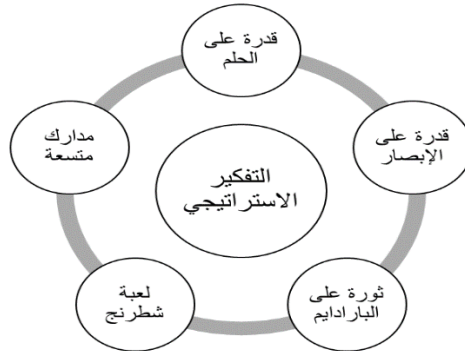 قدرة على
الحلم
قدرة على
الإبصار
ثورة على
البارادايم
لعبة
شطرنج
مدارك
متسعة
التفكير
الاستراتيجي